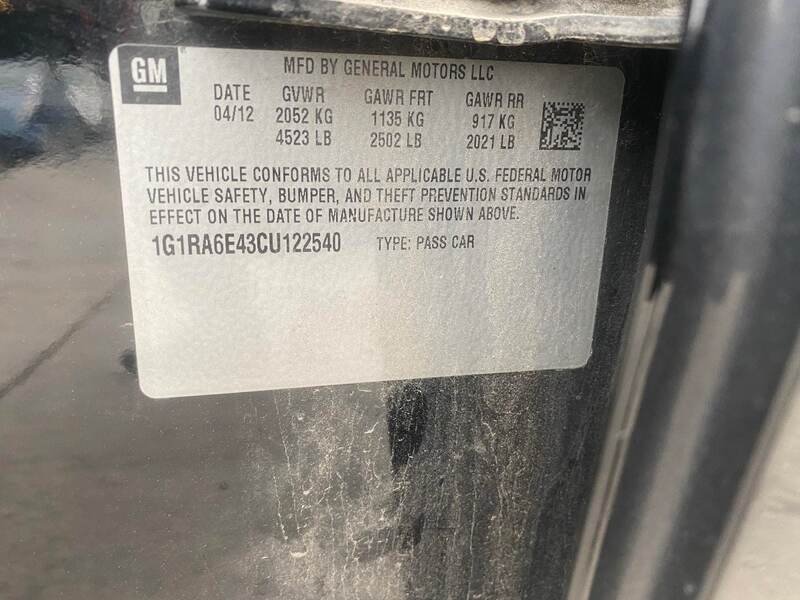 GM
MFD BY GENERAL MOTORS LLC
DATE GVWR GAWR FRT GAWR RR
04/12 2052 KG 1135 KG 917 KG
4523 LB 2502 LB 2021 LB
THIS VEHICLE CONFORMS TO ALL APPLICABLE U.S. FEDERAL MOTOR
VEHICLE SAFETY, BUMPER, AND THEFT PREVENTION STANDARDS IN
EFFECT ON THE DATE OF MANUFACTURE SHOWN ABOVE.
1G1RA6E43CU122540 TYPE: PASS CAR